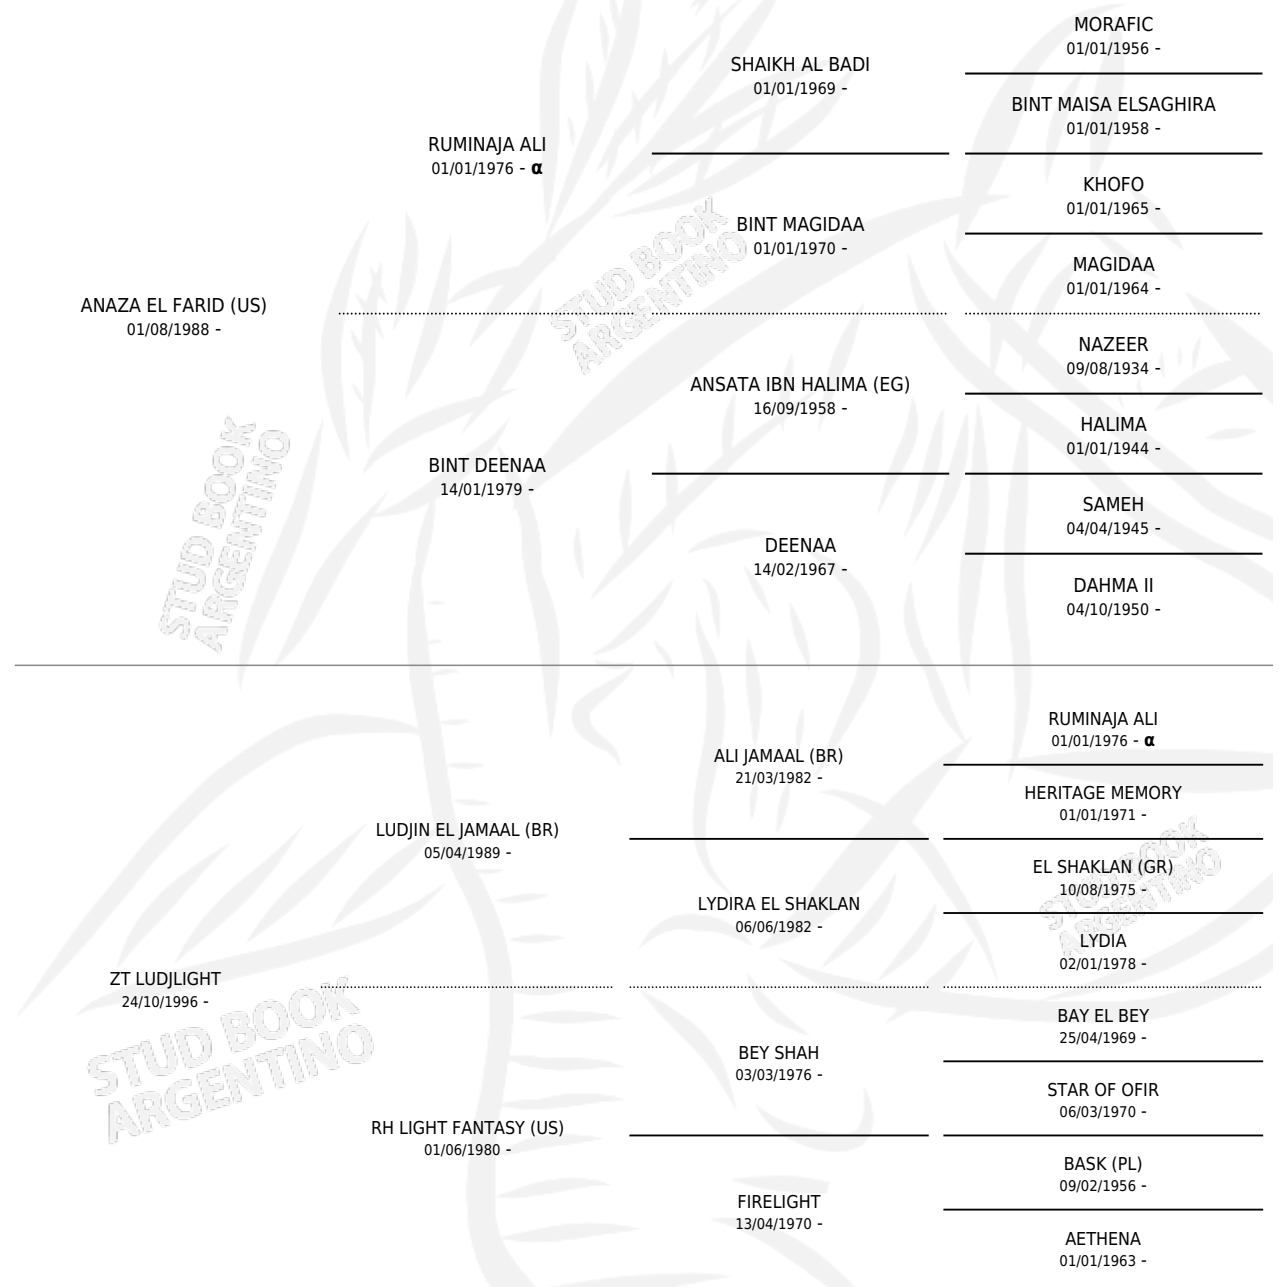 MORAFIC
01/01/1956 -
SHAIKH AL BADI
01/01/1969 -
BINT MAISA ELSAGHIRA
01/01/1958 -
RUMINAJA ALI
01/01/1976 - α
KHOFO
01/01/1965 -
BINT MAGIDAA
01/01/1970 -
MAGIDAA
01/01/1964 -
ANAZA EL FARID (US)
01/08/1988 -
STUD BOOK
ARGENTINO
NAZEER
09/08/1934 -
ANSATA IBN HALIMA (EG)
16/09/1958 -
HALIMA
01/01/1944 -
BINT DEENAA
14/01/1979 -
STUD BOOK
ARGENTINO
SAMEH
04/04/1945 -
DEENAA
14/02/1967 -
DAHMA II
04/10/1950 -
RUMINAJA ALI
01/01/1976 - α
ALI JAMAAL (BR)
21/03/1982 -
HERITAGE MEMORY
01/01/1971 -
LUDJIN EL JAMAAL (BR)
05/04/1989 -
EL SHAKLAN (GR)
10/08/1975 -
STUD BOOK
ARGENTINO
LYDIRA EL SHAKLAN
06/06/1982 -
LYDIA
02/01/1978 -
ZT LUDJLIGHT
24/10/1996 -
STUD BOOK
ARGENTINO
BAY EL BEY
25/04/1969 -
BEY SHAH
03/03/1976 -
STAR OF OFIR
06/03/1970 -
RH LIGHT FANTASY (US)
01/06/1980 -
BASK (PL)
09/02/1956 -
FIRELIGHT
13/04/1970 -
AETHENA
01/01/1963 -